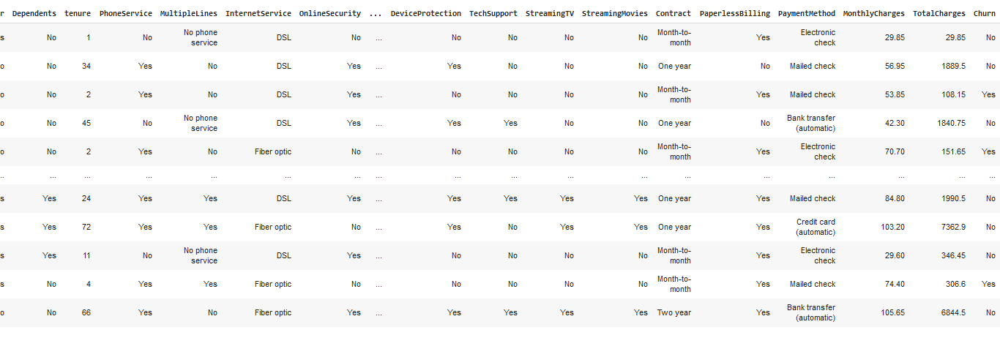 r Dependents tenure PhoneService MultipleLines InternetService OnlineSecurity ... DeviceProtection TechSupport StreamingTV StreamingMovies Contract PaperlessBilling PaymentMethod MonthlyCharges TotalCharges Churn
s No 1 No No phone service DSL No ... No No No No Month-to-month Yes Electronic check 29.85 29.85 No
o No 34 Yes No DSL Yes ... Yes No No No One year No Mailed check 56.95 1889.5 No
o No 2 Yes No DSL Yes ... No No No No Month-to-month Yes Mailed check 53.85 108.15 Yes
o No 45 No No phone service DSL Yes ... Yes Yes No No One year No Bank transfer (automatic) 42.30 1840.75 No
o No 2 Yes No Fiber optic No ... No No No No Month-to-month Yes Electronic check 70.70 151.65 Yes
.. ... ... ... ... ... ... ... ... ... ... ... ... ... ... ... ... ...
s Yes 24 Yes Yes DSL Yes ... Yes Yes Yes Yes One year Yes Mailed check 84.80 1990.5 No
s Yes 72 Yes Yes Fiber optic No ... Yes No Yes Yes One year Yes Credit card (automatic) 103.20 7362.9 No
s Yes 11 No No phone service DSL Yes ... No No No No Month-to-month Yes Electronic check 29.60 346.45 No
s No 4 Yes Yes Fiber optic No ... No No No No Month-to-month Yes Mailed check 74.40 306.6 Yes
o No 66 Yes No Fiber optic Yes ... Yes Yes Yes Yes Two year Yes Bank transfer (automatic) 105.65 6844.5 No